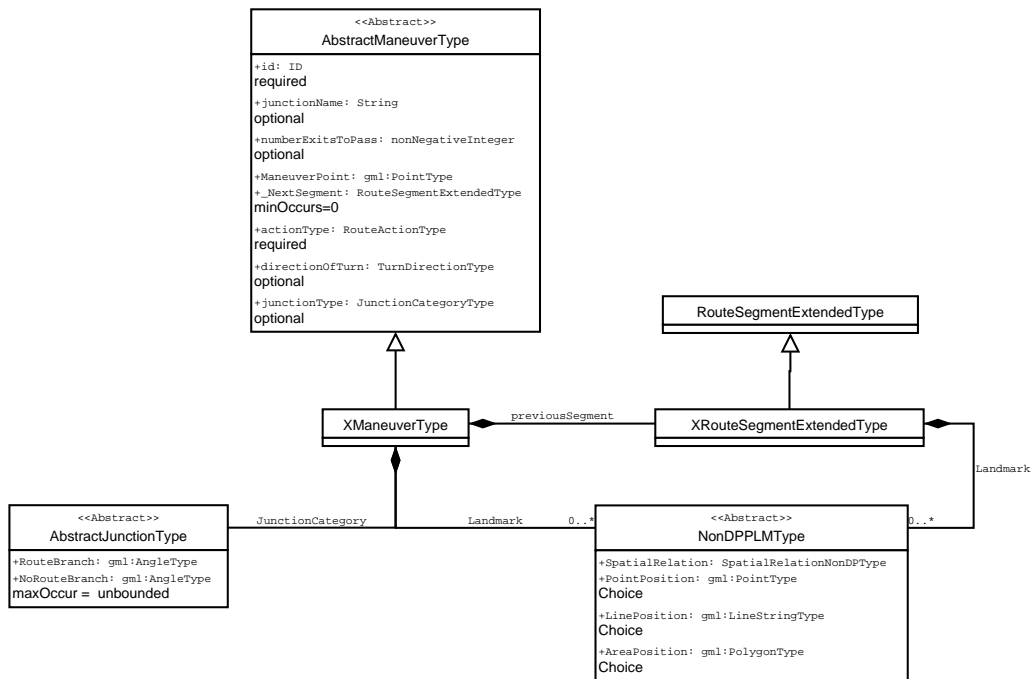 <<Abstract>>
AbstractManeuverType
+id: ID
required
+junctionName: String
optional
+numberExitsToPass: nonNegativeInteger
optional
+ManeuverPoint: gml:PointType
+_NextSegment: RouteSegmentExtendedType
minOccurs=0
+actionType: RouteActionType
required
+directionOfTurn: TurnDirectionType
optional
+junctionType: JunctionCategoryType
optional
RouteSegmentExtendedType
XManeuverType
previousSegment
XRouteSegmentExtendedType
Landmark
<<Abstract>>
AbstractJunctionType
+RouteBranch: gml:AngleType
+NoRouteBranch: gml:AngleType
maxOccur = unbounded
JunctionCategory
Landmark
0..*
<<Abstract>>
NonDPPLMType
+SpatialRelation: SpatialRelationNonDPType
+PointPosition: gml:PointType
Choice
+LinePosition: gml:LineStringType
Choice
+AreaPosition: gml:PolygonType
Choice
0..*